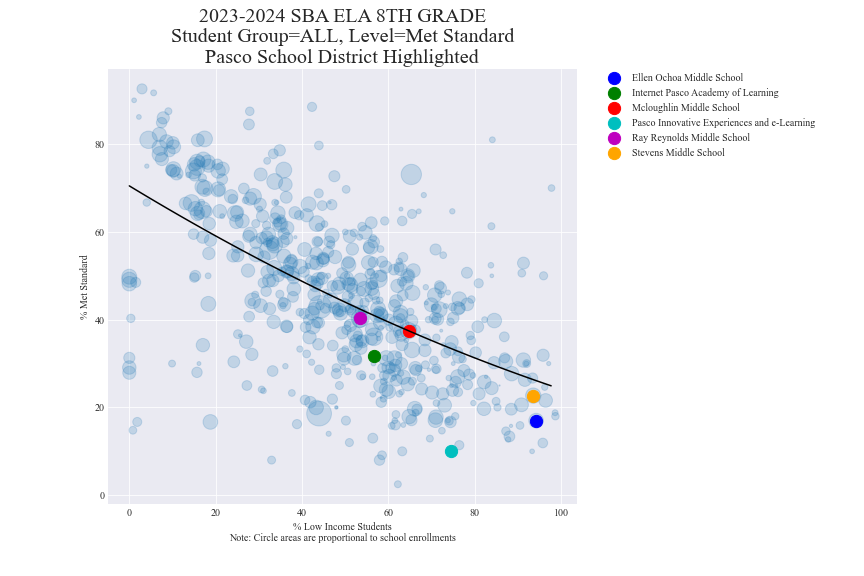 2023-2024 SBA ELA 8TH GRADE
Student Group=ALL, Level=Met Standard
Pasco School District Highlighted
Ellen Ochoa Middle School
Internet Pasco Academy of Learning
Mcloughlin Middle School
Pasco Innovative Experiences and e-Learning
Ray Reynolds Middle School
Stevens Middle School
% Met Standard
80
60
40
20
0
0 20 40 60 80 100
% Low Income Students
Note: Circle areas are proportional to school enrollments